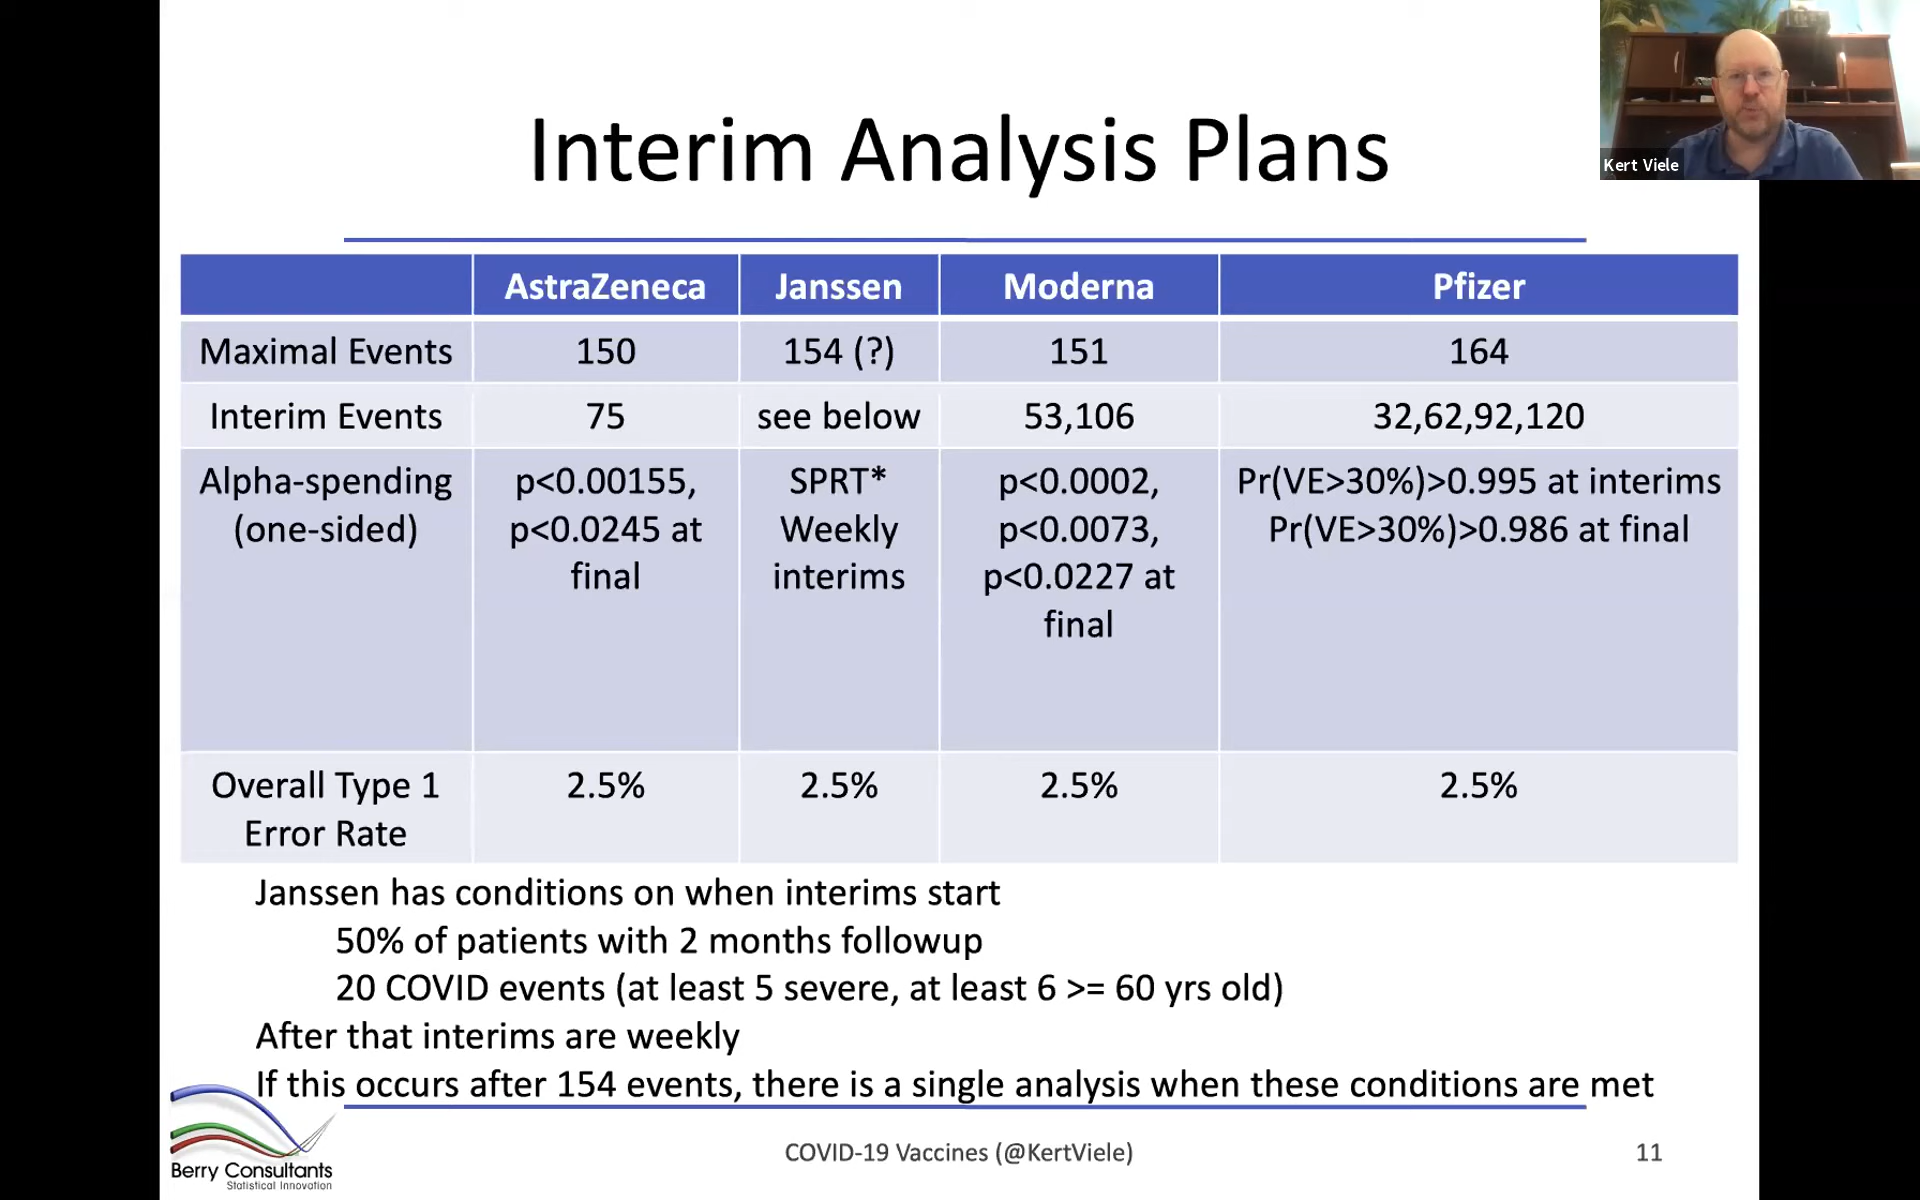 Kert Viele
Interim Analysis Plans
AstraZeneca Janssen Moderna Pfizer
Maximal Events 150 154 (?) 151 164
Interim Events 75 see below 53,106 32,62,92,120
Alpha-spending p<0.00155, SPRT* p<0.0002, Pr(VE>30%)>0.995 at interims
(one-sided) p<0.0245 at Weekly p<0.0073, Pr(VE>30%)>0.986 at final
final interims p<0.0227 at
final
Overall Type 1 2.5% 2.5% 2.5% 2.5%
Error Rate
Janssen has conditions on when interims start
50% of patients with 2 months followup
20 COVID events (at least 5 severe, at least 6 >= 60 yrs old)
After that interims are weekly
If this occurs after 154 events, there is a single analysis when these conditions are met
Berry Consultants
Statistical Innovation
COVID-19 Vaccines (@KertViele)
11